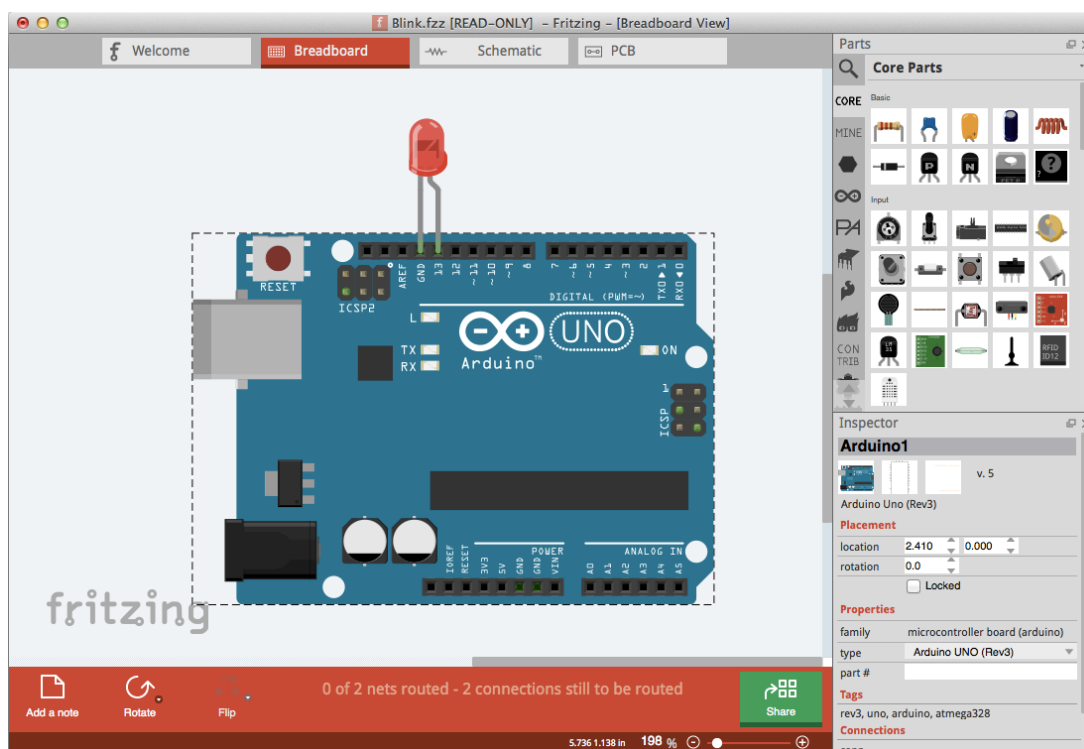 Blink.fzz [READ-ONLY] - Fritzing - [Breadboard View]
Welcome
Breadboard
Schematic
PCB
Parts
Core Parts
CORE
Basic
MINE
Input
CON
TRIB
P
N
RFID
ID12
RESET
ICSP2
AREF
GND
13
12
~11
~10
~9
8
7
~6
~5
4
~3
2
TX0 1
RX0 0
DIGITAL (PWM=~)
L
TX
RX
UNO
Arduino™
ON
1
ICSP
POWER
ANALOG IN
IOREF
RESET
3V3
5V
GND
GND
VIN
A0
A1
A2
A3
A4
A5
fritzing
Inspector
Arduino1
v. 5
Arduino Uno (Rev3)
Placement
location 2.410 0.000
rotation 0.0
Locked
Properties
family microcontroller board (arduino)
type Arduino UNO (Rev3)
part #
Tags
rev3, uno, arduino, atmega328
Connections
0 of 2 nets routed - 2 connections still to be routed
Add a note
Rotate
Flip
Share
5.736 1.138 in 198 %